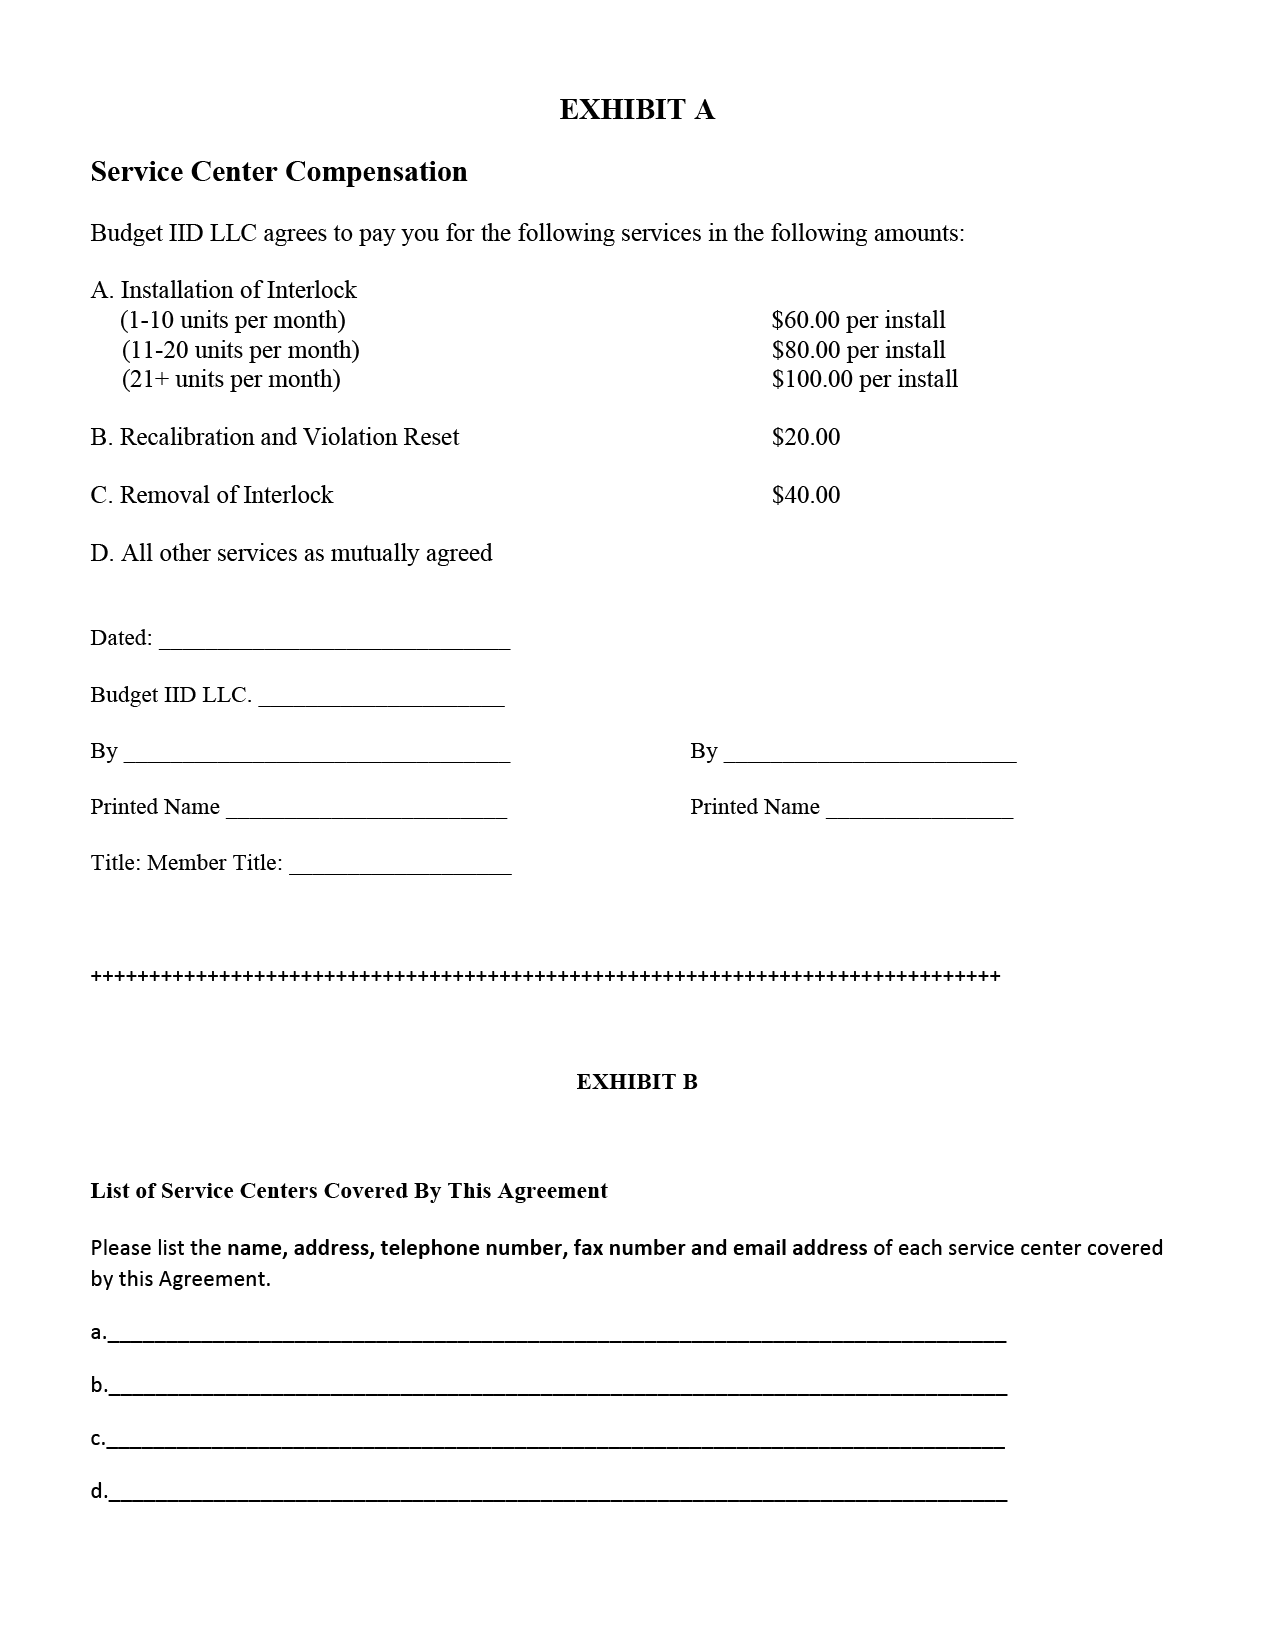 EXHIBIT A
Service Center Compensation
Budget IID LLC agrees to pay you for the following services in the following amounts:
A. Installation of Interlock
(1-10 units per month) $60.00 per install
(11-20 units per month) $80.00 per install
(21+ units per month) $100.00 per install
B. Recalibration and Violation Reset $20.00
C. Removal of Interlock $40.00
D. All other services as mutually agreed
Dated: ______________________________
Budget IID LLC. _____________________
By _________________________________ By _________________________
Printed Name ________________________ Printed Name ________________
Title: Member Title: ___________________
++++++++++++++++++++++++++++++++++++++++++++++++++++++++++++++++++++++++++++++
EXHIBIT B
List of Service Centers Covered By This Agreement
Please list the name, address, telephone number, fax number and email address of each service center covered
by this Agreement.
a.______________________________________________________________________________
b.______________________________________________________________________________
c.______________________________________________________________________________
d.______________________________________________________________________________